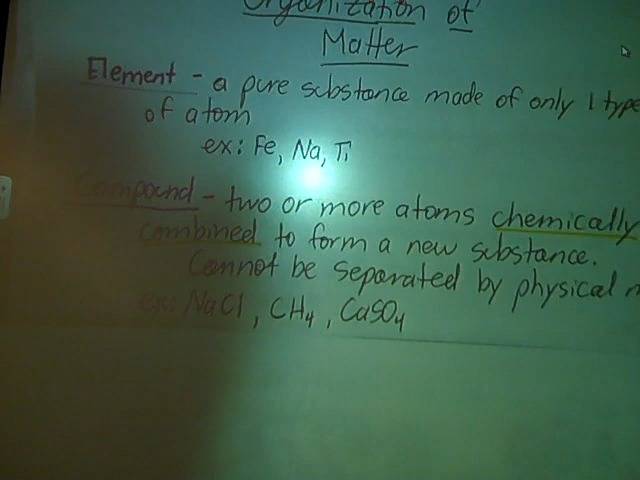 Organization of
Matter
Element - a pure substance made of only 1 type
of atom
ex: Fe, Na, Ti
Compound - two or more atoms chemically
combined to form a new substance.
Cannot be separated by physical
ex: NaCl, CH4, CaSO4